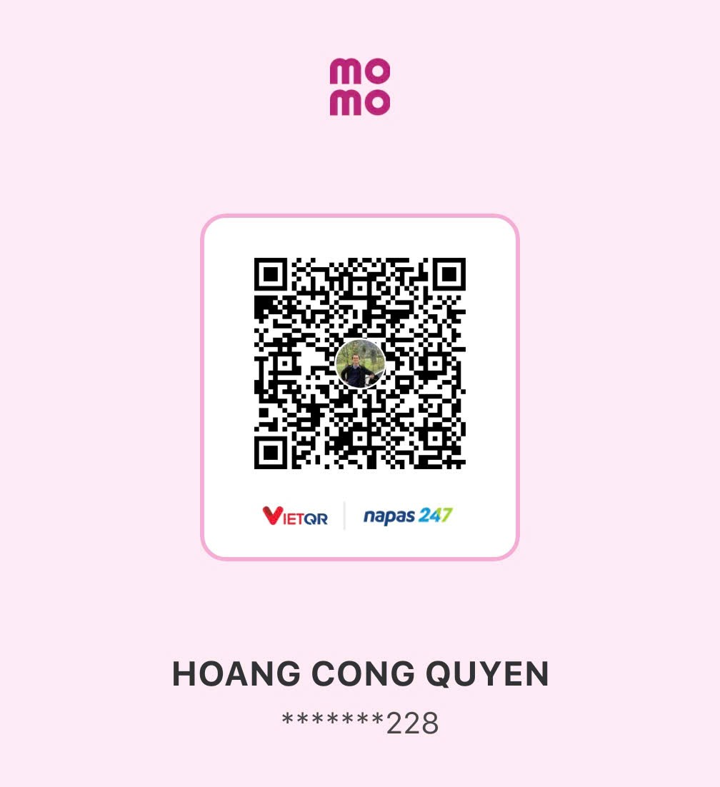 mo
mo
VIETQR
napas 247
HOANG CONG QUYEN
*******228